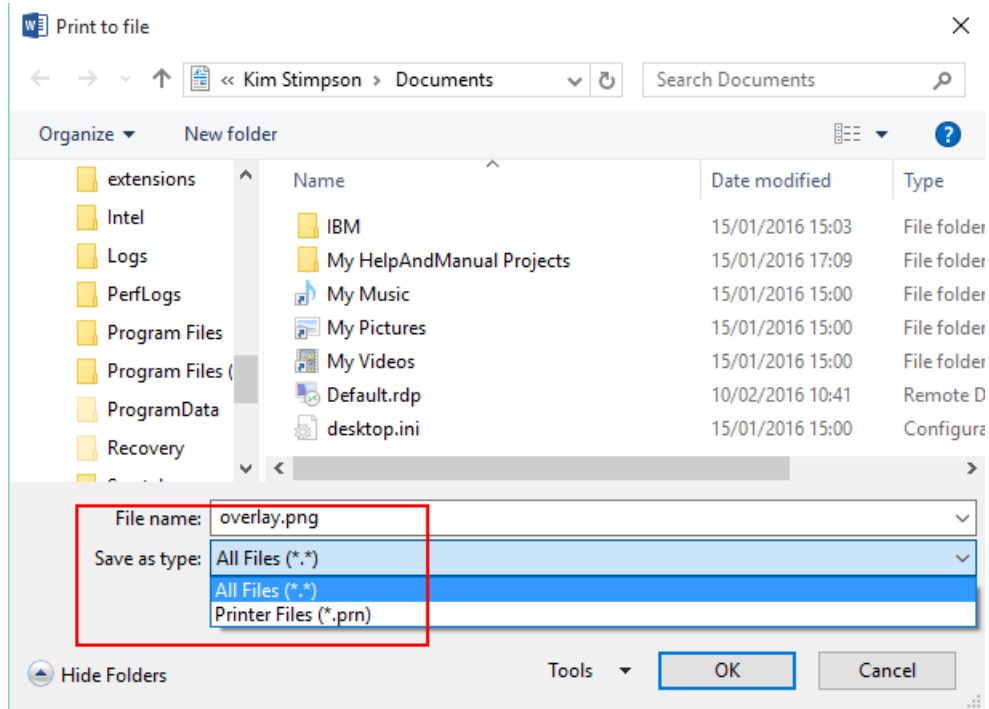 Print to file
« Kim Stimpson > Documents
Search Documents
Organize
New folder
Name
Date modified
Type
extensions
Intel
Logs
PerfLogs
Program Files
Program Files (
ProgramData
Recovery
IBM 15/01/2016 15:03 File folder
My HelpAndManual Projects 15/01/2016 17:09 File folder
My Music 15/01/2016 15:00 File folder
My Pictures 15/01/2016 15:00 File folder
My Videos 15/01/2016 15:00 File folder
Default.rdp 10/02/2016 10:41 Remote D
desktop.ini 15/01/2016 15:00 Configura
File name: overlay.png
Save as type: All Files (*.*)
All Files (*.*)
Printer Files (*.prn)
Hide Folders
Tools
OK
Cancel